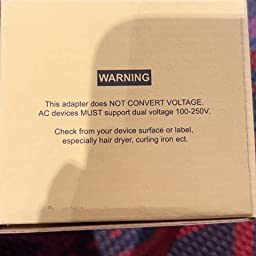 WARNING
This adapter does NOT CONVERT VOLTAGE.
AC devices MUST support dual voltage 100-250V.
Check from your device surface or label,
especially hair dryer, curling iron ect.